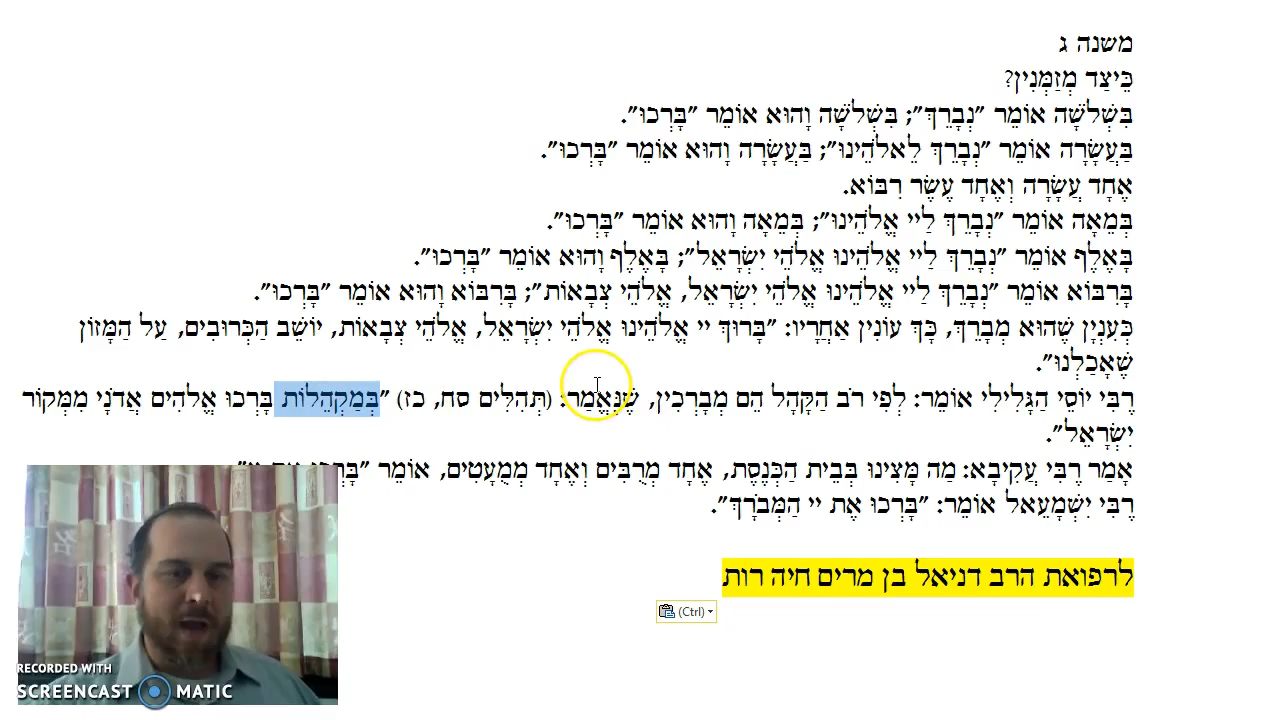 משנה ג
כֵּיצַד מְזַמְּנִין?
בִּשְׁלֹשָׁה אוֹמֵר "נְבָרֵךְ"; בִּשְׁלֹשָׁה וָהוּא אוֹמֵר "בָּרְכוּ".
בַּעֲשָׂרָה אוֹמֵר "נְבָרֵךְ לֵאלֹהֵינוּ"; בַּעֲשָׂרָה וָהוּא אוֹמֵר "בָּרְכוּ".
אֶחָד עֲשָׂרָה וְאֶחָד עֶשֶׂר רִבּוֹא.
בְּמֵאָה אוֹמֵר "נְבָרֵךְ לַיי אֱלֹהֵינוּ"; בְּמֵאָה וָהוּא אוֹמֵר "בָּרְכוּ".
בָּאֶלֶף אוֹמֵר "נְבָרֵךְ לַיי אֱלֹהֵינוּ אֱלֹהֵי יִשְׂרָאֵל"; בָּאֶלֶף וָהוּא אוֹמֵר "בָּרְכוּ".
בָּרִבּוֹא אוֹמֵר "נְבָרֵךְ לַיי אֱלֹהֵינוּ אֱלֹהֵי יִשְׂרָאֵל, אֱלֹהֵי צְבָאוֹת"; בָּרִבּוֹא וָהוּא אוֹמֵר "בָּרְכוּ".
כְּעִנְיָן שֶׁהוּא מְבָרֵךְ, כָּךְ עוֹנִין אַחֲרָיו: "בָּרוּךְ יי אֱלֹהֵינוּ אֱלֹהֵי יִשְׂרָאֵל, אֱלֹהֵי צְבָאוֹת, יוֹשֵׁב הַכְּרוּבִים, עַל הַמָּזוֹן
שֶׁאָכַלְנוּ".
רַבִּי יוֹסֵי הַגְּלִילִי אוֹמֵר: לְפִי רֹב הַקָּהָל הֵם מְבָרְכִין, שֶׁנֶּאֱמַר: (תְּהִלִּים סח, כז) "בְּמַקְהֵלוֹת בָּרְכוּ אֱלֹהִים אֲדֹנָי מִמְּקוֹר
יִשְׂרָאֵל".
אָמַר רַבִּי עֲקִיבָא: מַה מָּצִינוּ בְּבֵית הַכְּנֶסֶת, אֶחָד מְרֻבִּים וְאֶחָד מְמֻעָטִים, אוֹמֵר
רַבִּי יִשְׁמָעֵאל אוֹמֵר: "בָּרְכוּ אֶת יי הַמְּבֹרָךְ".
לרפואת הרב דניאל בן מרים חיה רות
(Ctrl)
RECORDED WITH
SCREENCAST MATIC